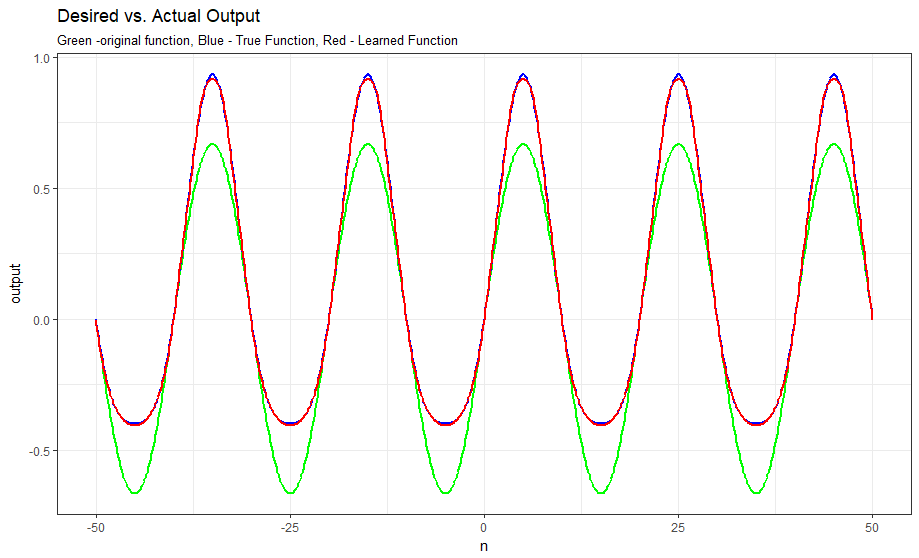 Desired vs. Actual Output
Green -original function, Blue - True Function, Red - Learned Function
1.0
0.5
0.0
-0.5
output
-50
-25
0
25
50
n